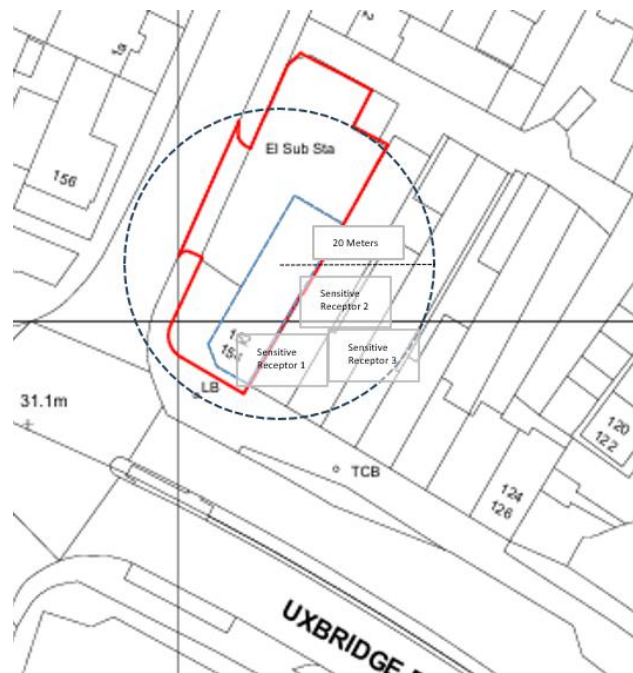 156
El Sub Sta
20 Meters
Sensitive
Receptor 2
Sensitive
Receptor 1
Sensitive
Receptor 3
LB
31.1m
TCB
120
122
124
126
UXBRIDGE